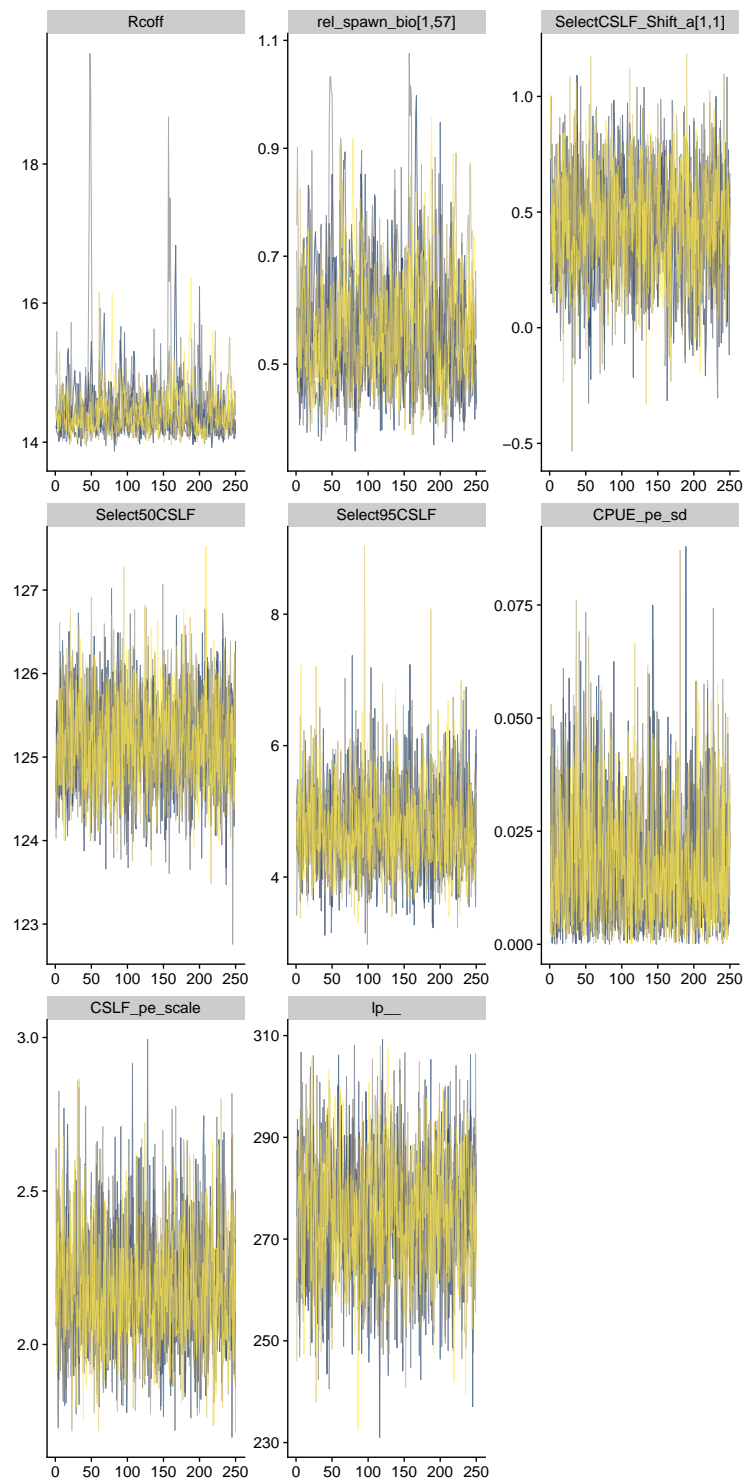 Rcoff rel_spawn_bio[1,57] SelectCSLF_Shift_a[1,1]
18
16
14
0 50 100 150 200 250
1.1
0.9
0.7
0.5
0 50 100 150 200 250
1.0
0.5
0.0
−0.5
0 50 100 150 200 250
Select50CSLF Select95CSLF CPUE_pe_sd
127
126
125
124
123
0 50 100 150 200 250
8
6
4
0 50 100 150 200 250
0.075
0.050
0.025
0.000
0 50 100 150 200 250
CSLF_pe_scale lp__
3.0
2.5
2.0
0 50 100 150 200 250
310
290
270
250
230
0 50 100 150 200 250